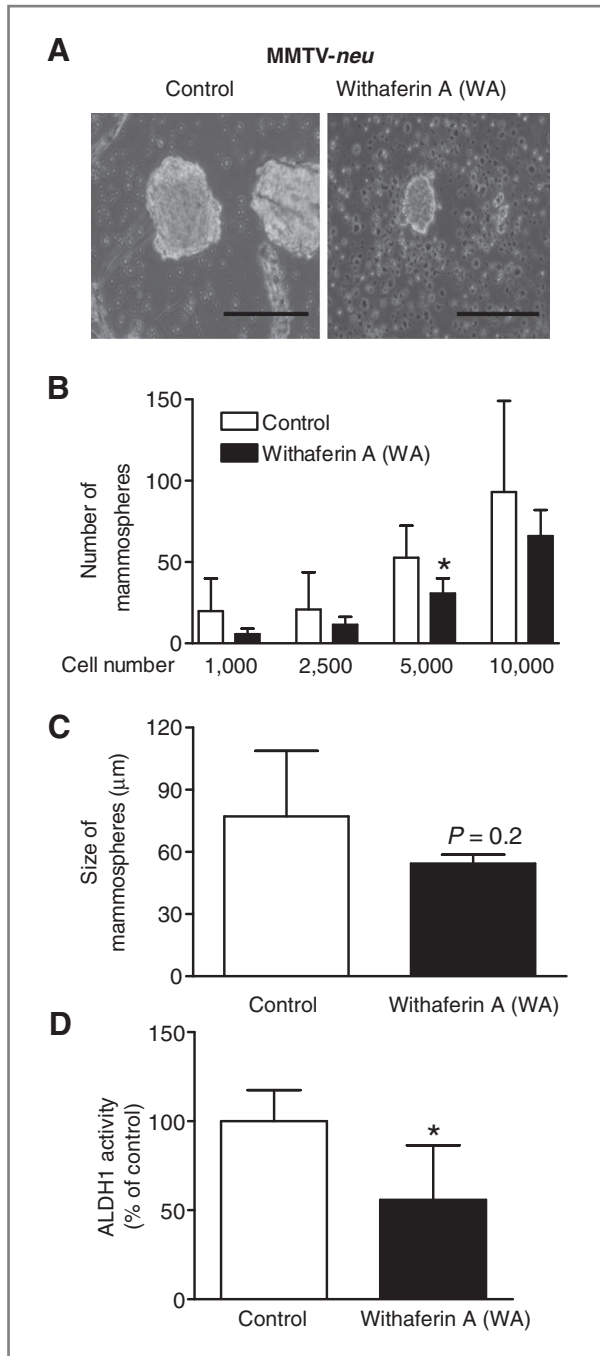 A
MMTV-neu
Control Withaferin A (WA)
B
150
100
50
0
Number of
mammospheres
Control
Withaferin A (WA)
*
Cell number 1,000 2,500 5,000 10,000
C
120
90
60
30
0
Size of
mammospheres (μm)
P = 0.2
Control Withaferin A (WA)
D
150
100
50
0
ALDH1 activity
(% of control)
*
Control Withaferin A (WA)